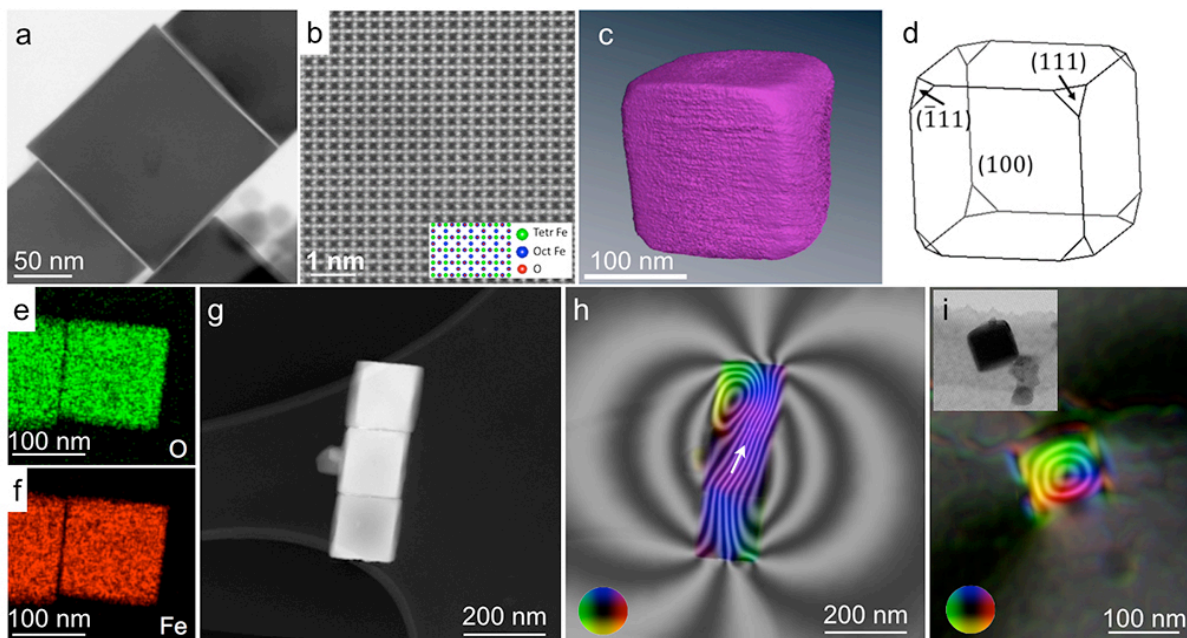 a
50 nm
b
1 nm
Tetr Fe
Oct Fe
O
c
100 nm
d
(111)
(1̅11)
(100)
e
100 nm
O
f
100 nm
Fe
g
200 nm
h
200 nm
i
100 nm